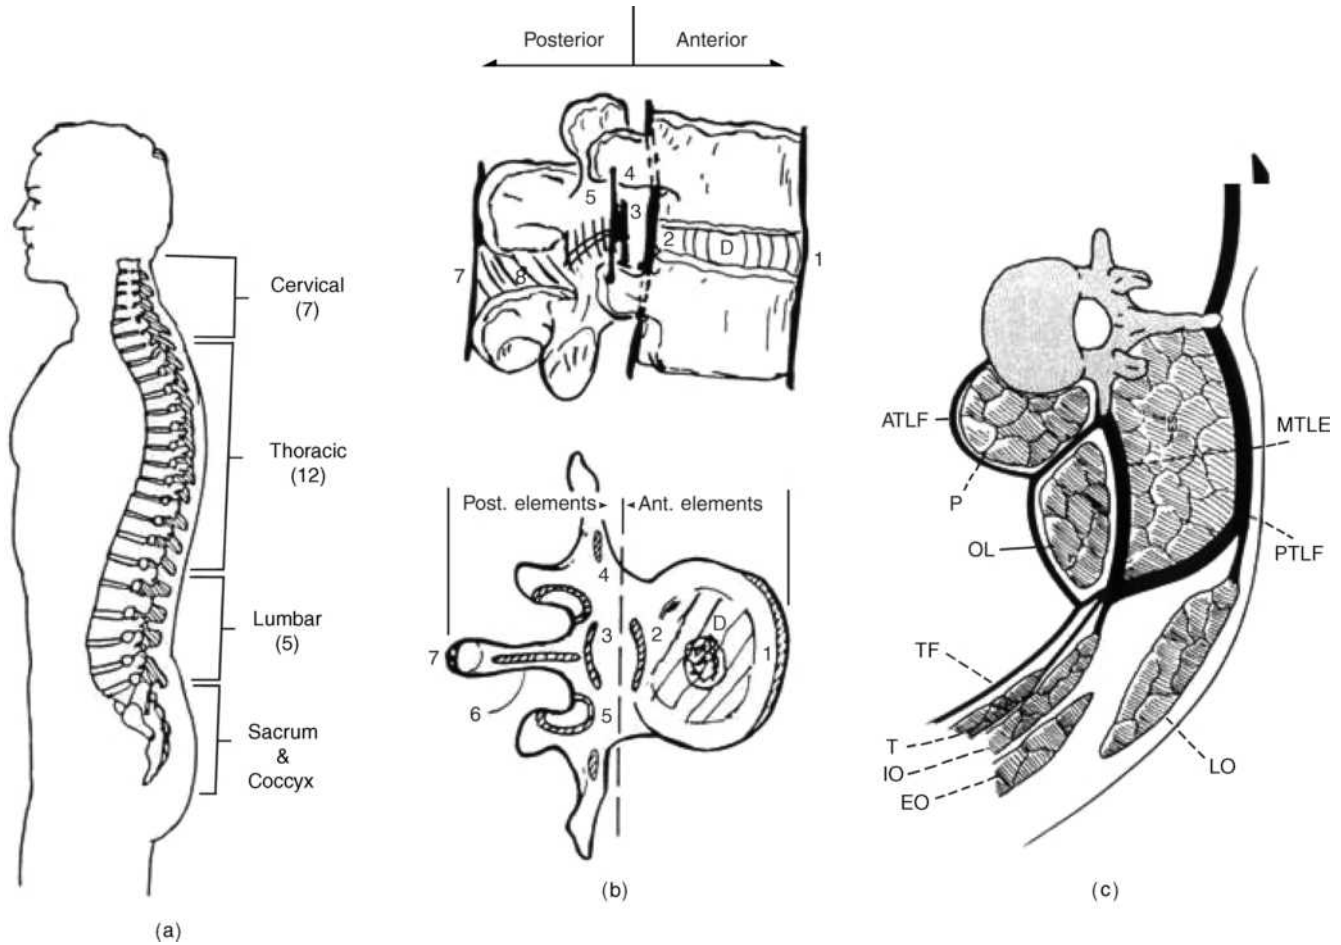 Cervical
(7)
Thoracic
(12)
Lumbar
(5)
Sacrum
&
Coccyx
(a)
Posterior
Anterior
4
5
3
2
D
1
7
8
Post. elements
Ant. elements
4
3
2
D
7
1
6
5
(b)
ATLF
MTLE
P
OL
PTLF
TF
T
IO
LO
EO
(c)